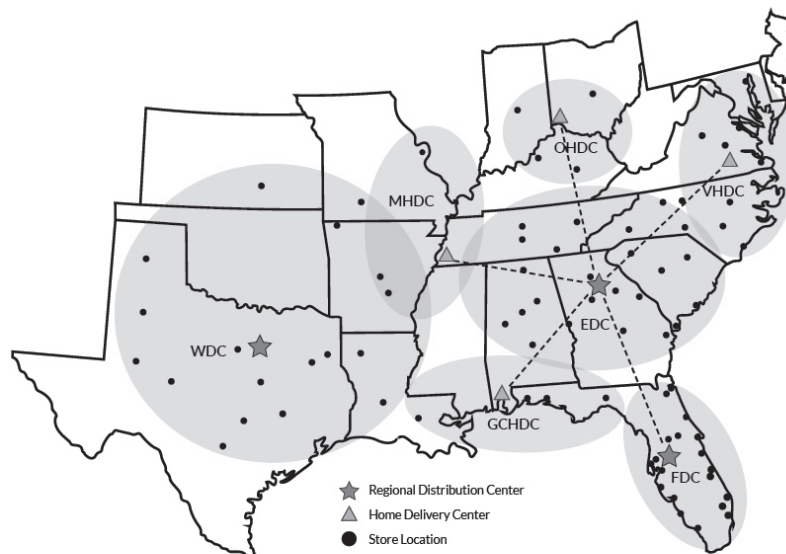 OHDC
VHDC
MHDC
EDC
WDC
GCHDC
FDC
Regional Distribution Center
Home Delivery Center
Store Location